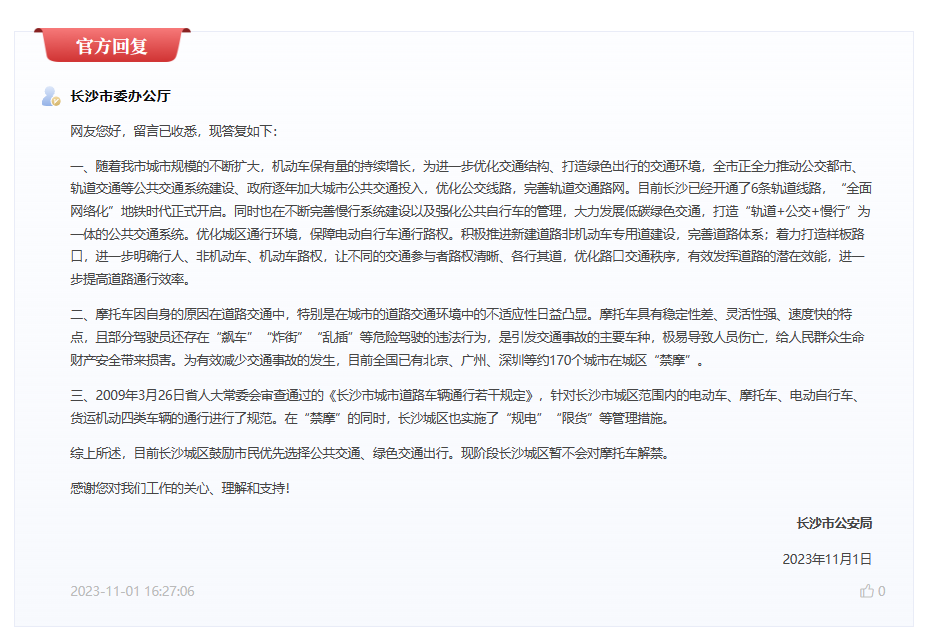 官方回复
长沙市委办公厅
网友您好，留言已收悉，现答复如下：
一、随着我市城市规模的不断扩大，机动车保有量的持续增长，为进一步优化交通结构、打造绿色出行的交通环境，全市正全力推动公交都市、
轨道交通等公共交通系统建设、政府逐年加大城市公共交通投入，优化公交线路，完善轨道交通路网。目前长沙已经开通了6条轨道线路，“全面
网络化”地铁时代正式开启。同时也在不断完善慢行系统建设以及强化公共自行车的管理，大力发展低碳绿色交通，打造“轨道+公交+慢行”为
一体的公共交通系统。优化城区通行环境，保障电动自行车通行路权。积极推进新建道路非机动车专用道建设，完善道路体系；着力打造样板路
口，进一步明确行人、非机动车、机动车路权，让不同的交通参与者路权清晰、各行其道，优化路口交通秩序，有效发挥道路的潜在效能，进一
步提高道路通行效率。
二、摩托车因自身的原因在道路交通中，特别是在城市的道路交通环境中的不适应性日益凸显。摩托车具有稳定性差、灵活性强、速度快的特
点，且部分驾驶员还存在“飙车”“炸街”“乱插”等危险驾驶的违法行为，是引发交通事故的主要车种，极易导致人员伤亡，给人民群众生命
财产安全带来损害。为有效减少交通事故的发生，目前全国已有北京、广州、深圳等约170个城市在城区“禁摩”。
三、2009年3月26日省人大常委会审查通过的《长沙市城市道路车辆通行若干规定》，针对长沙市城区范围内的电动车、摩托车、电动自行车、
货运机动四类车辆的通行进行了规范。在“禁摩”的同时，长沙城区也实施了“规电”“限货”等管理措施。
综上所述，目前长沙城区鼓励市民优先选择公共交通、绿色交通出行。现阶段长沙城区暂不会对摩托车解禁。
感谢您对我们工作的关心、理解和支持！
长沙市公安局
2023年11月1日
2023-11-01 16:27:06
0